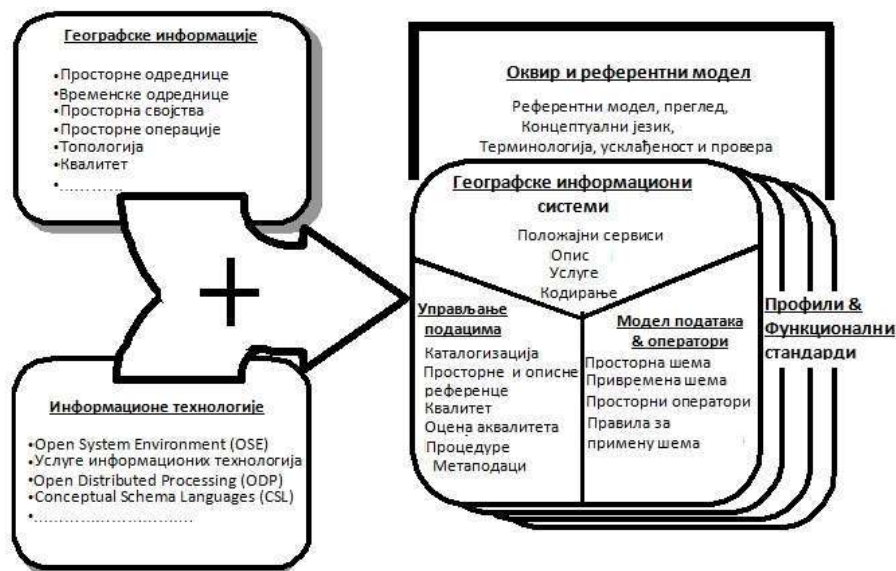 Географске информације
•Просторне одреднице
•Временске одреднице
•Просторна својства
•Просторне операције
•Топологија
•Квалитет
•............
Информационе технологије
•Open System Environment (OSE)
•Услуге информационих технологија
•Open Distributed Processing (ODP)
•Conceptual Schema Languages (CSL)
•................................
+
Оквир и референтни модел
Референтни модел, преглед,
Концептуални језик,
Терминологија, усклађеност и провера
Географске информациони
системи
Положајни сервиси
Опис
Услуге
Кодирање
Управљање
подацима
Каталогизација
Просторне и описне
референце
Квалитет
Оцена аквалитета
Процедуре
Метаподаци
Модел података
& оператори
Просторна шема
Привремена шема
Просторни оператори
Правила за
примену шема
Профили &
Функционални
стандарди